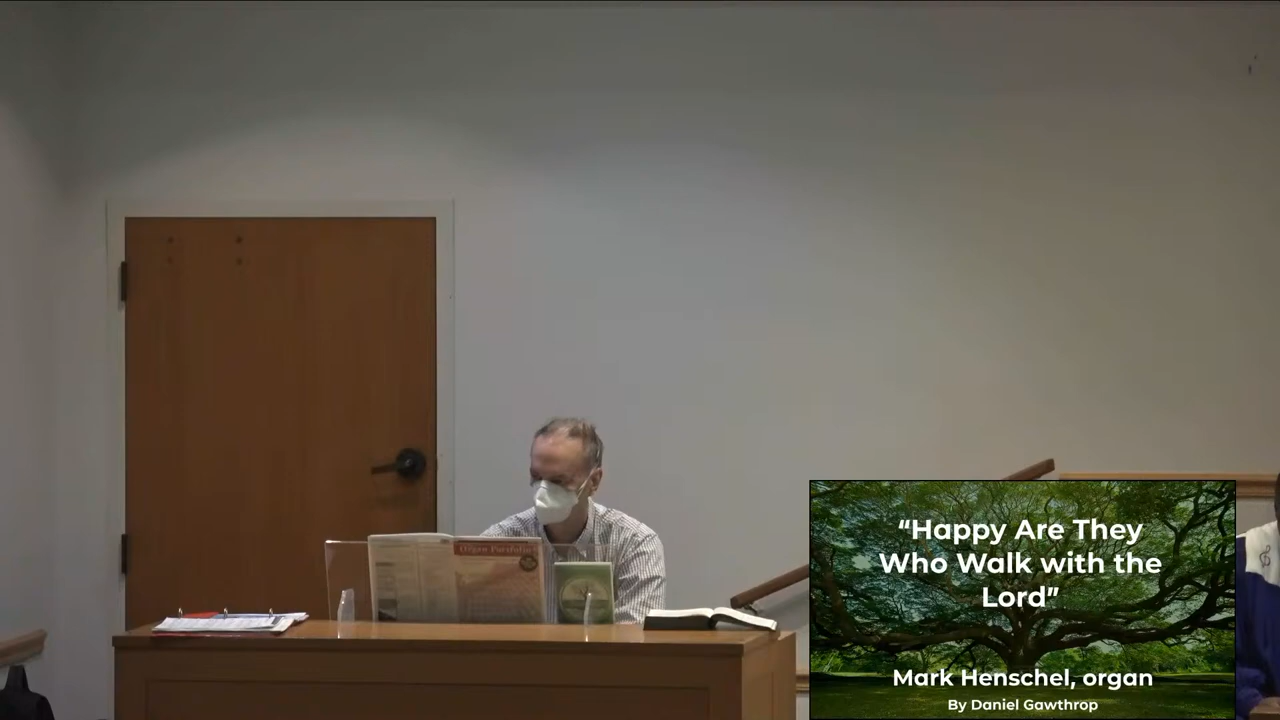 Organ Portfolio
“Happy Are They
Who Walk with the
Lord”
Mark Henschel, organ
By Daniel Gawthrop